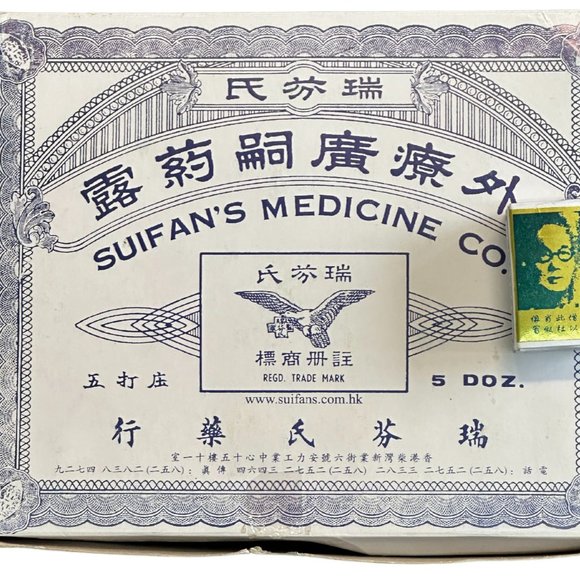 瑞芬氏
外療廣嗣葯露
SUIFAN'S MEDICINE CO.
瑞芬氏
註册商標
REGD. TRADE MARK
五打庄
5 DOZ.
www.suifans.com.hk
瑞芬氏藥行
香港柴灣新業街六號安力工業中心十五樓十一室
電話：(八五二)二五七二 三三八二 (八五二)二五七二 三四六四 傳眞 (八五二)二八三八 四七二九